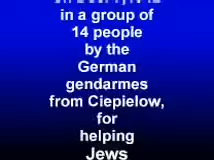 in a group of
14 people
by the
German
gendarmes
from Ciepielow,
for
helping
Jews